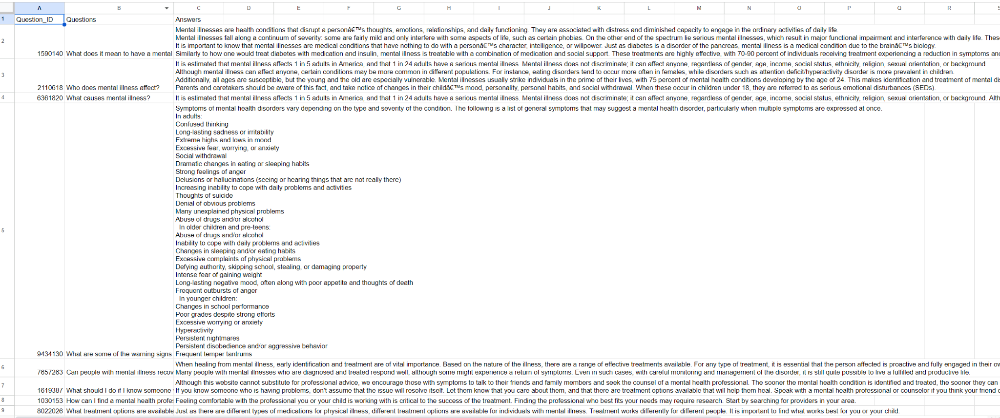 A B C D E F G H I J K L M N O P Q R S
1 Question_ID Questions Answers
Mental illnesses are health conditions that disrupt a personâ€™s thoughts, emotions, relationships, and daily functioning. They are associated with distress and diminished capacity to engage in the ordinary activities of daily life.
Mental illnesses fall along a continuum of severity: some are fairly mild and only interfere with some aspects of life, such as certain phobias. On the other end of the spectrum lie serious mental illnesses, which result in major functional impairment and interference with daily life. Thes
2
It is important to know that mental illnesses are medical conditions that have nothing to do with a personâ€™s character, intelligence, or willpower. Just as diabetes is a disorder of the pancreas, mental illness is a medical condition due to the brainâ€™s biology.
1590140 What does it mean to have a mental Similarly to how one would treat diabetes with medication and insulin, mental illness is treatable with a combination of medication and social support. These treatments are highly effective, with 70-90 percent of individuals receiving treatment experiencing a reduction in symptoms and
It is estimated that mental illness affects 1 in 5 adults in America, and that 1 in 24 adults have a serious mental illness. Mental illness does not discriminate; it can affect anyone, regardless of gender, age, income, social status, ethnicity, religion, sexual orientation, or background.
Although mental illness can affect anyone, certain conditions may be more common in different populations. For instance, eating disorders tend to occur more often in females, while disorders such as attention deficit/hyperactivity disorder is more prevalent in children.
3
Additionally, all ages are susceptible, but the young and the old are especially vulnerable. Mental illnesses usually strike individuals in the prime of their lives, with 75 percent of mental health conditions developing by the age of 24. This makes identification and treatment of mental dis
2110618 Who does mental illness affect? Parents and caretakers should be aware of this fact, and take notice of changes in their childâ€™s mood, personality, personal habits, and social withdrawal. When these occur in children under 18, they are referred to as serious emotional disturbances (SEDs).
4 6361820 What causes mental illness? It is estimated that mental illness affects 1 in 5 adults in America, and that 1 in 24 adults have a serious mental illness. Mental illness does not discriminate; it can affect anyone, regardless of gender, age, income, social status, ethnicity, religion, sexual orientation, or background. Alth
Symptoms of mental health disorders vary depending on the type and severity of the condition. The following is a list of general symptoms that may suggest a mental health disorder, particularly when multiple symptoms are expressed at once.
In adults:
Confused thinking
Long-lasting sadness or irritability
Extreme highs and lows in mood
Excessive fear, worrying, or anxiety
Social withdrawal
Dramatic changes in eating or sleeping habits
Strong feelings of anger
Delusions or hallucinations (seeing or hearing things that are not really there)
Increasing inability to cope with daily problems and activities
Thoughts of suicide
Denial of obvious problems
Many unexplained physical problems
Abuse of drugs and/or alcohol
In older children and pre-teens:
5
Abuse of drugs and/or alcohol
Inability to cope with daily problems and activities
Changes in sleeping and/or eating habits
Excessive complaints of physical problems
Defying authority, skipping school, stealing, or damaging property
Intense fear of gaining weight
Long-lasting negative mood, often along with poor appetite and thoughts of death
Frequent outbursts of anger
In younger children:
Changes in school performance
Poor grades despite strong efforts
Excessive worrying or anxiety
Hyperactivity
Persistent nightmares
Persistent disobedience and/or aggressive behavior
9434130 What are some of the warning signs Frequent temper tantrums
When healing from mental illness, early identification and treatment are of vital importance. Based on the nature of the illness, there are a range of effective treatments available. For any type of treatment, it is essential that the person affected is proactive and fully engaged in their ow
6
7657263 Can people with mental illness recov Many people with mental illnesses who are diagnosed and treated respond well, although some might experience a return of symptoms. Even in such cases, with careful monitoring and management of the disorder, it is still quite possible to live a fulfilled and productive life.
Although this website cannot substitute for professional advice, we encourage those with symptoms to talk to their friends and family members and seek the counsel of a mental health professional. The sooner the mental health condition is identified and treated, the sooner they can
7
1619387 What should I do if I know someone If you know someone who is having problems, don't assume that the issue will resolve itself. Let them know that you care about them, and that there are treatment options available that will help them heal. Speak with a mental health professional or counselor if you think your friend
8 1030153 How can I find a mental health profes Feeling comfortable with the professional you or your child is working with is critical to the success of the treatment. Finding the professional who best fits your needs may require research. Start by searching for providers in your area.
9 8022026 What treatment options are available Just as there are different types of medications for physical illness, different treatment options are available for individuals with mental illness. Treatment works differently for different people. It is important to find what works best for you or your child.